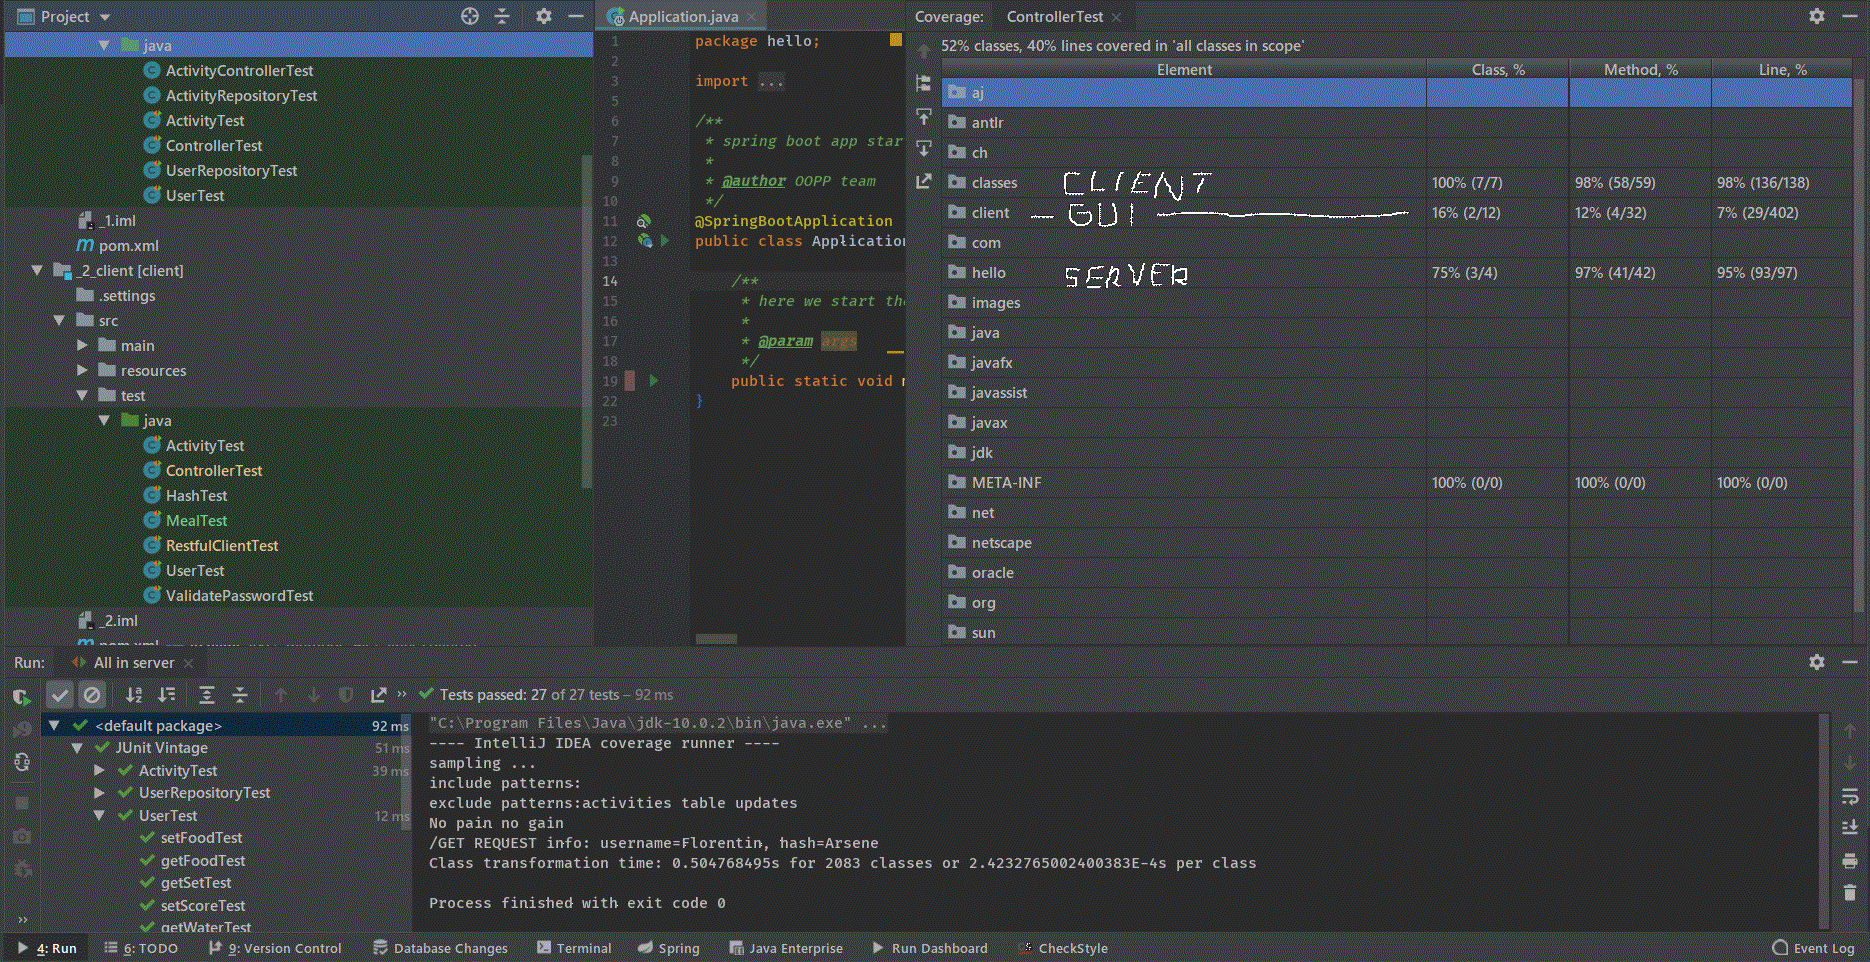 Project
java
ActivityControllerTest
ActivityRepositoryTest
ActivityTest
ControllerTest
UserRepositoryTest
UserTest
_1.iml
pom.xml
_2_client [client]
.settings
src
main
resources
test
java
ActivityTest
ControllerTest
HashTest
MealTest
RestfulClientTest
UserTest
ValidatePasswordTest
_2.iml
pom.xml
Application.java
1 package hello;
2
3 import ...
5
6 /**
7 * spring boot app star
8 *
9 * @author OOPP team
10 */
11 @SpringBootApplication
12 public class Application
13
14 /**
15 * here we start the
16 *
17 * @param args
18 */
19 public static void m
22 }
23
Coverage: ControllerTest
52% classes, 40% lines covered in 'all classes in scope'
Element Class, % Method, % Line, %
aj
antlr
ch
classes CLIENT 100% (7/7) 98% (58/59) 98% (136/138)
client GUI 16% (2/12) 12% (4/32) 7% (29/402)
com
hello SERVER 75% (3/4) 97% (41/42) 95% (93/97)
images
java
javafx
javassist
javax
jdk
META-INF 100% (0/0) 100% (0/0) 100% (0/0)
net
netscape
oracle
org
sun
Run: All in server
Tests passed: 27 of 27 tests – 92 ms
<default package> 92 ms
JUnit Vintage 51 ms
ActivityTest 39 ms
UserRepositoryTest
UserTest 12 ms
setFoodTest
getFoodTest
getSetTest
setScoreTest
getWaterTest
"C:\Program Files\Java\jdk-10.0.2\bin\java.exe" ...
---- IntelliJ IDEA coverage runner ----
sampling ...
include patterns:
exclude patterns:activities table updates
No pain no gain
/GET REQUEST info: username=Florentin, hash=Arsene
Class transformation time: 0.504768495s for 2083 classes or 2.4232765002400383E-4s per class
Process finished with exit code 0
4: Run 6: TODO 9: Version Control Database Changes Terminal Spring Java Enterprise Run Dashboard CheckStyle Event Log